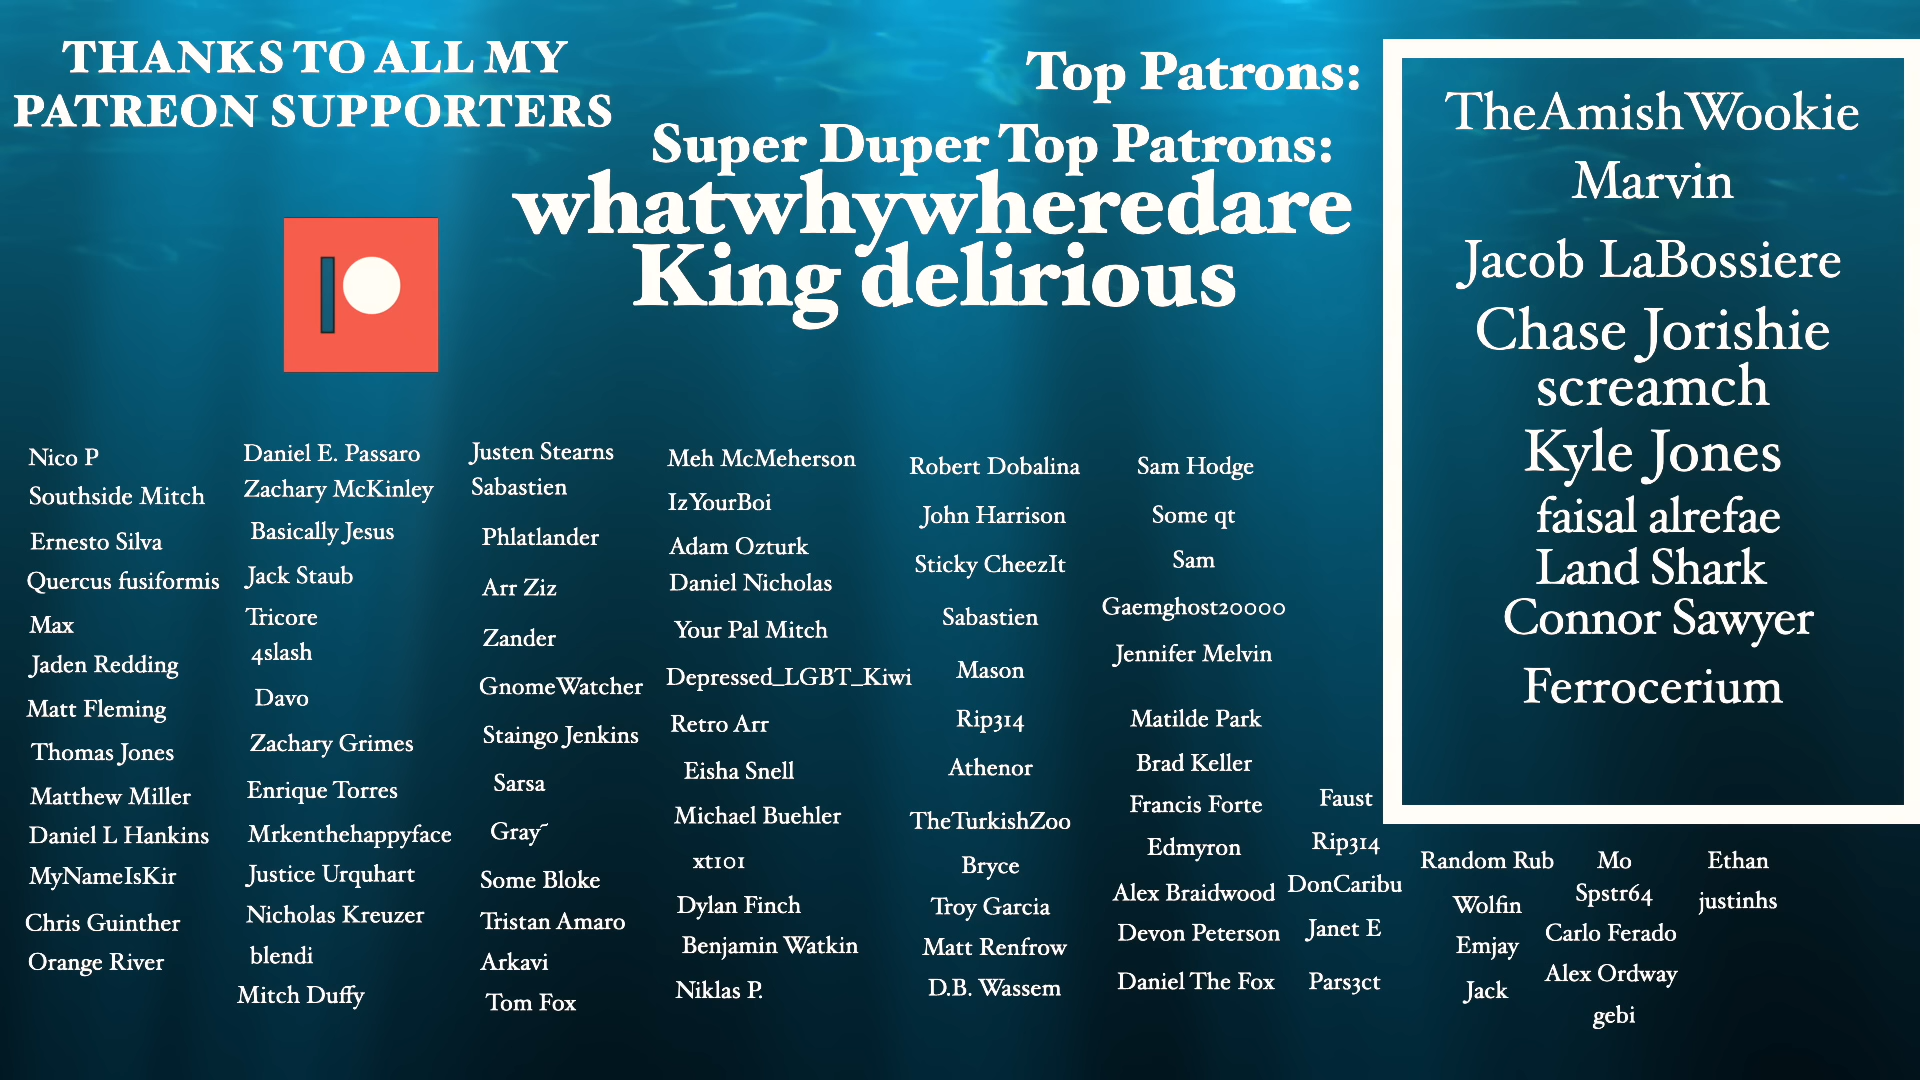 THANKS TO ALL MY
PATREON SUPPORTERS
Top Patrons:
Super Duper Top Patrons:
whatwhywheredare
King delirious
TheAmishWookie
Marvin
Jacob LaBossiere
Chase Jorishie
screamch
Kyle Jones
faisal alrefae
Land Shark
Connor Sawyer
Ferrocerium
Nico P
Southside Mitch
Ernesto Silva
Quercus fusiformis
Max
Jaden Redding
Matt Fleming
Thomas Jones
Matthew Miller
Daniel L Hankins
MyNameIsKir
Chris Guinther
Orange River
Daniel E. Passaro
Zachary McKinley
Basically Jesus
Jack Staub
Tricore
4slash
Davo
Zachary Grimes
Enrique Torres
Mrkenthehappyface
Justice Urquhart
Nicholas Kreuzer
blendi
Mitch Duffy
Justen Stearns
Sabastien
Phlatlander
Arr Ziz
Zander
GnomeWatcher
Staingo Jenkins
Sarsa
Gray~
Some Bloke
Tristan Amaro
Arkavi
Tom Fox
Meh McMeherson
IzYourBoi
Adam Ozturk
Daniel Nicholas
Your Pal Mitch
Depressed_LGBT_Kiwi
Retro Arr
Eisha Snell
Michael Buehler
xt101
Dylan Finch
Benjamin Watkin
Niklas P.
Robert Dobalina
John Harrison
Sticky CheezIt
Sabastien
Mason
Rip314
Athenor
TheTurkishZoo
Bryce
Troy Garcia
Matt Renfrow
D.B. Wassem
Sam Hodge
Some qt
Sam
Gaemghost20000
Jennifer Melvin
Matilde Park
Brad Keller
Francis Forte
Edmyron
Alex Braidwood
Devon Peterson
Daniel The Fox
Faust
Rip314
DonCaribu
Janet E
Pars3ct
Random Rub
Wolfin
Emjay
Jack
Mo
Spstr64
Carlo Ferado
Alex Ordway
gebi
Ethan
justinhs